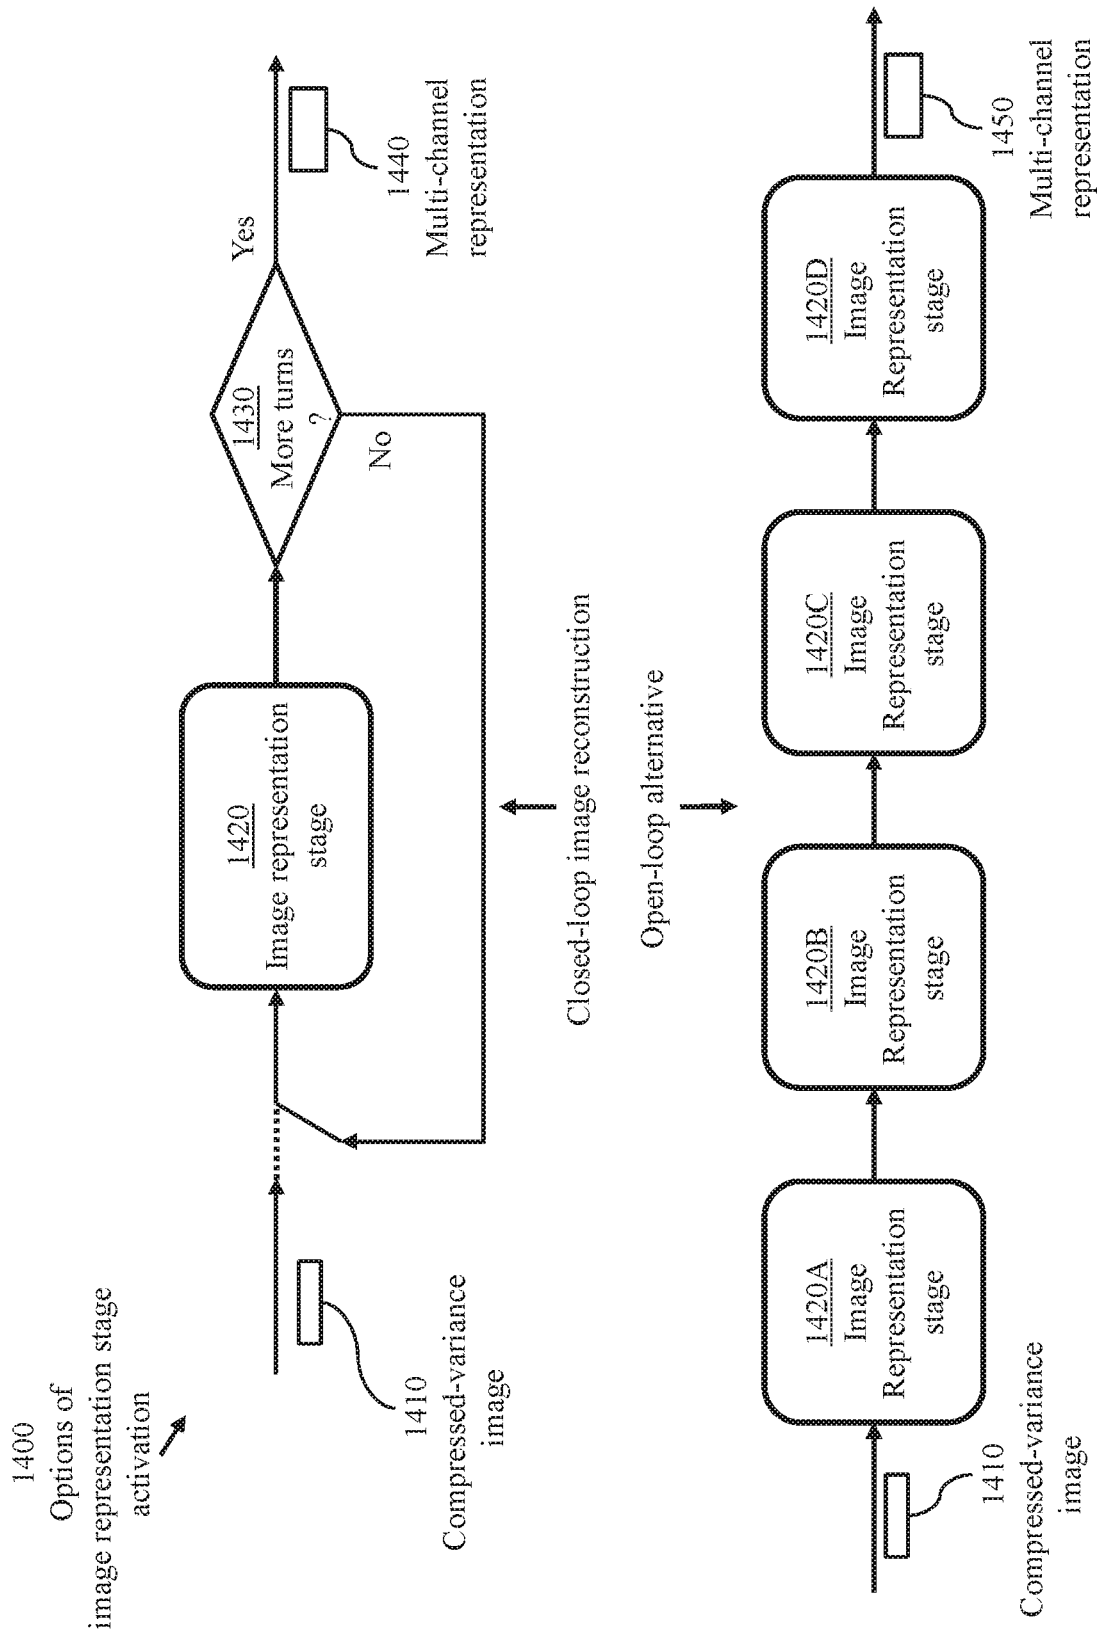 1400
Options of
image representation stage
activation
1410
Compressed-variance
image
1420
Image representation
stage
1430
More turns
?
Yes
No
1440
Multi-channel
representation
Closed-loop image reconstruction
Open-loop alternative
1410
Compressed-variance
image
1420A
Image
Representation
stage
1420B
Image
Representation
stage
1420C
Image
Representation
stage
1420D
Image
Representation
stage
1450
Multi-channel
representation